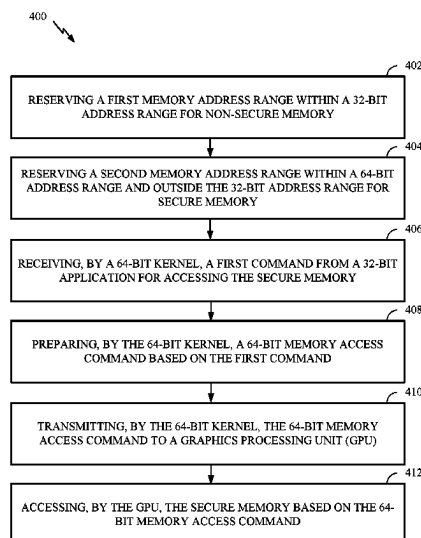 400
402
RESERVING A FIRST MEMORY ADDRESS RANGE WITHIN A 32-BIT
ADDRESS RANGE FOR NON-SECURE MEMORY
404
RESERVING A SECOND MEMORY ADDRESS RANGE WITHIN A 64-BIT
ADDRESS RANGE AND OUTSIDE THE 32-BIT ADDRESS RANGE FOR
SECURE MEMORY
406
RECEIVING, BY A 64-BIT KERNEL, A FIRST COMMAND FROM A 32-BIT
APPLICATION FOR ACCESSING THE SECURE MEMORY
408
PREPARING, BY THE 64-BIT KERNEL, A 64-BIT MEMORY ACCESS
COMMAND BASED ON THE FIRST COMMAND
410
TRANSMITTING, BY THE 64-BIT KERNEL, THE 64-BIT MEMORY
ACCESS COMMAND TO A GRAPHICS PROCESSING UNIT (GPU)
412
ACCESSING, BY THE GPU, THE SECURE MEMORY BASED ON THE 64-
BIT MEMORY ACCESS COMMAND